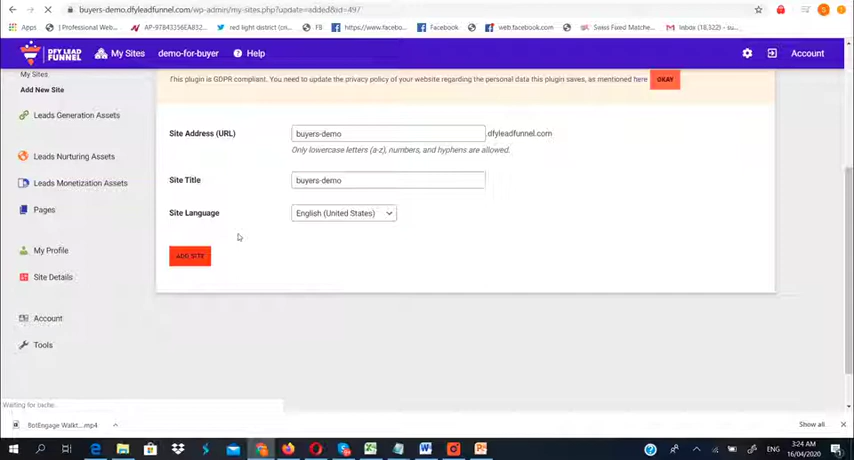 buyers-demo.dfyleadfunnel.com/wp-admin/my-sites.php?update=added&id=497
Apps Professional Web... AP-97843356EA832... red light district (cn... FB https://www.facebo... Facebook web.facebook.com Swiss Fixed Matche... Inbox (18,322) - su...
DFY LEAD FUNNEL My Sites demo-for-buyer Help Account
My Sites
Add New Site
Leads Generation Assets
Leads Nurturing Assets
Leads Monetization Assets
Pages
My Profile
Site Details
Account
Tools
This plugin is GDPR compliant. You need to update the privacy policy of your website regarding the personal data this plugin saves, as mentioned here OKAY
Site Address (URL) buyers-demo dfyleadfunnel.com
Only lowercase letters (a-z), numbers, and hyphens are allowed.
Site Title buyers-demo
Site Language English (United States)
ADD SITE
Waiting for cache...
BotEngage Walkt....mp4 Show all
ENG 3:24 AM
16/04/2020